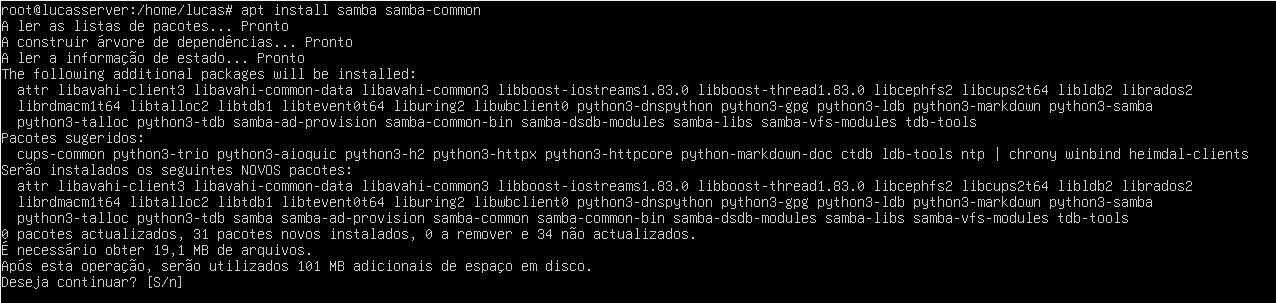 root@lucasserver:/home/lucas# apt install samba samba-common
A ler as listas de pacotes... Pronto
A construir árvore de dependências... Pronto
A ler a informação de estado... Pronto
The following additional packages will be installed:
  attr libavahi-client3 libavahi-common-data libavahi-common3 libboost-iostreams1.83.0 libboost-thread1.83.0 libcephfs2 libcups2t64 libldb2 librados2
  librdmacm1t64 libtalloc2 libtdb1 libtevent0t64 liburing2 libwbclient0 python3-dnspython python3-gpg python3-ldb python3-markdown python3-samba
  python3-talloc python3-tdb samba-ad-provision samba-common-bin samba-dsdb-modules samba-libs samba-vfs-modules tdb-tools
Pacotes sugeridos:
  cups-common python3-trio python3-aioquic python3-h2 python3-httpx python3-httpcore python-markdown-doc ctdb ldb-tools ntp | chrony winbind heimdal-clients
Serão instalados os seguintes NOVOS pacotes:
  attr libavahi-client3 libavahi-common-data libavahi-common3 libboost-iostreams1.83.0 libboost-thread1.83.0 libcephfs2 libcups2t64 libldb2 librados2
  librdmacm1t64 libtalloc2 libtdb1 libtevent0t64 liburing2 libwbclient0 python3-dnspython python3-gpg python3-ldb python3-markdown python3-samba
  python3-talloc python3-tdb samba samba-ad-provision samba-common samba-common-bin samba-dsdb-modules samba-libs samba-vfs-modules tdb-tools
0 pacotes actualizados, 31 pacotes novos instalados, 0 a remover e 34 não actualizados.
É necessário obter 19,1 MB de arquivos.
Após esta operação, serão utilizados 101 MB adicionais de espaço em disco.
Deseja continuar? [S/n]